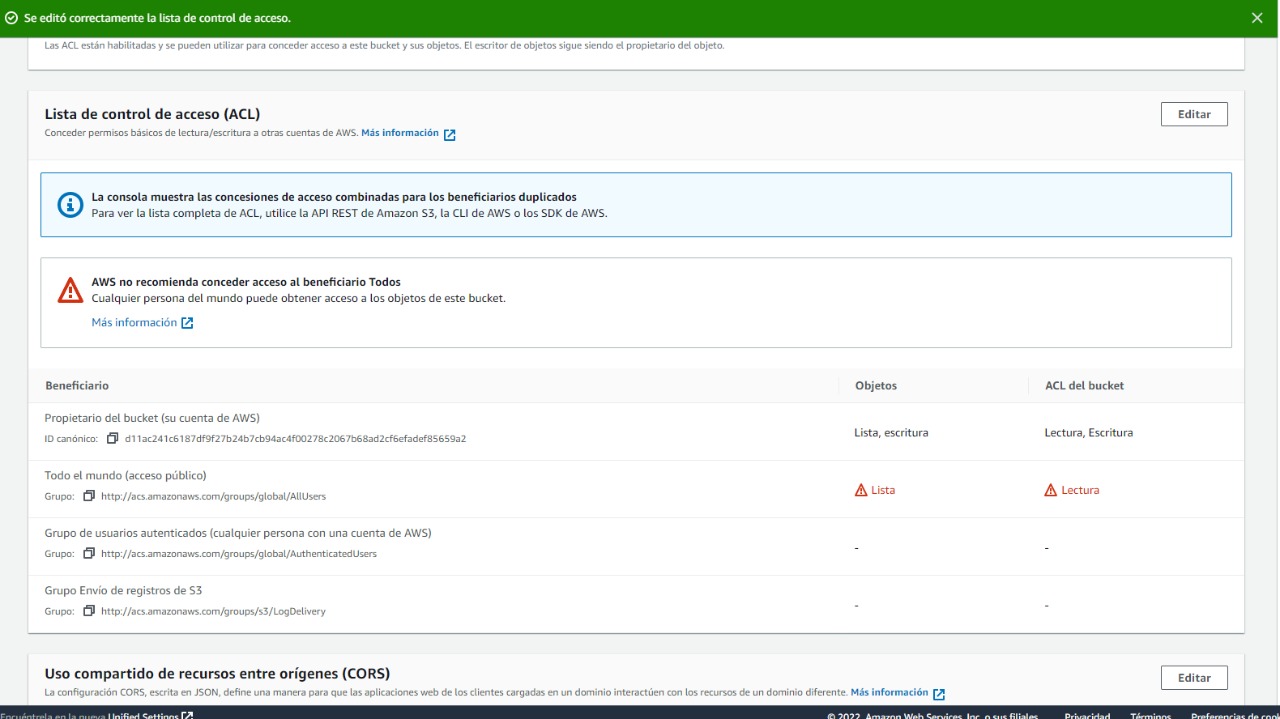 Se editó correctamente la lista de control de acceso.
Las ACL están habilitadas y se pueden utilizar para conceder acceso a este bucket y sus objetos. El escritor de objetos sigue siendo el propietario del objeto.
Lista de control de acceso (ACL)
Editar
Conceder permisos básicos de lectura/escritura a otras cuentas de AWS. Más información
La consola muestra las concesiones de acceso combinadas para los beneficiarios duplicados
Para ver la lista completa de ACL, utilice la API REST de Amazon S3, la CLI de AWS o los SDK de AWS.
AWS no recomienda conceder acceso al beneficiario Todos
Cualquier persona del mundo puede obtener acceso a los objetos de este bucket.
Más información
Beneficiario Objetos ACL del bucket
Propietario del bucket (su cuenta de AWS)
Lista, escritura Lectura, Escritura
ID canónico: d11ac241c6187df9f27b24b7cb94ac4f00278c2067b68ad2cf6efadef85659a2
Todo el mundo (acceso público)
Lista Lectura
Grupo: http://acs.amazonaws.com/groups/global/AllUsers
Grupo de usuarios autenticados (cualquier persona con una cuenta de AWS)
- -
Grupo: http://acs.amazonaws.com/groups/global/AuthenticatedUsers
Grupo Envío de registros de S3
- -
Grupo: http://acs.amazonaws.com/groups/s3/LogDelivery
Uso compartido de recursos entre orígenes (CORS)
Editar
La configuración CORS, escrita en JSON, define una manera para que las aplicaciones web de los clientes cargadas en un dominio interactúen con los recursos de un dominio diferente. Más información
Encuéntrela en la nueva Unified Settings © 2022, Amazon Web Services, Inc. o sus filiales. Privacidad Términos Preferencias de